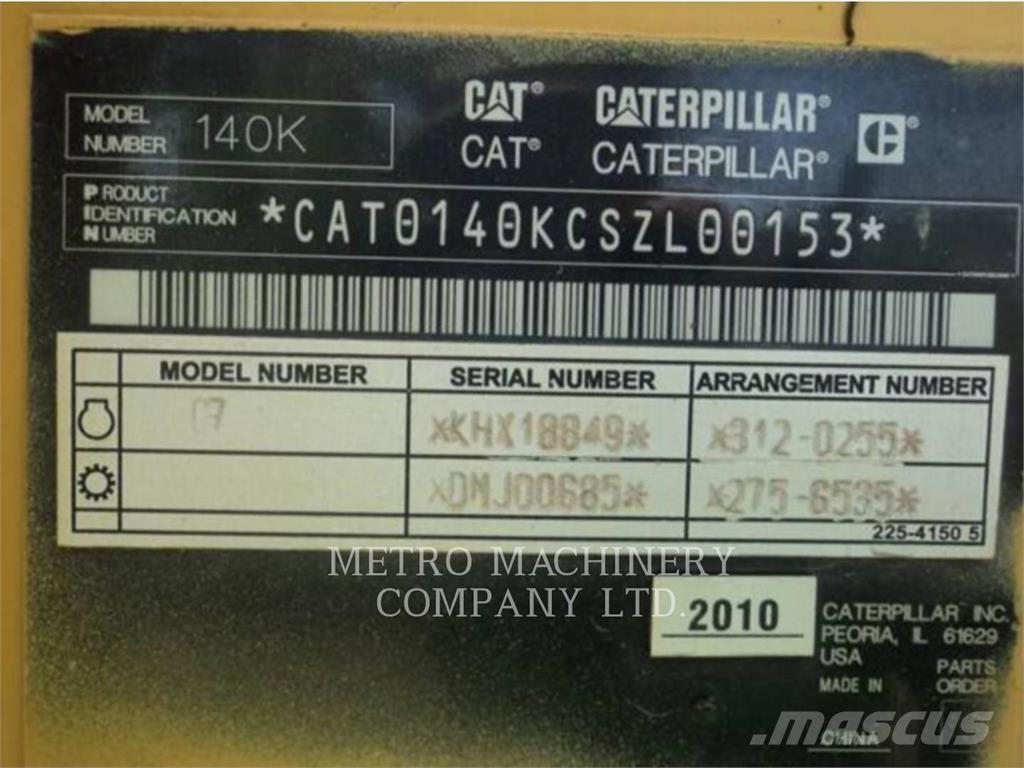 MODEL NUMBER 140K
CAT® CATERPILLAR®
CAT® CATERPILLAR®
PRODUCT IDENTIFICATION NUMBER *CAT0140KCSZL00153*
MODEL NUMBER SERIAL NUMBER ARRANGEMENT NUMBER
C7 *KHX18849* *312-0255*
*DMJ00685* *275-6535*
225-4150 5
METRO MACHINERY
COMPANY LTD.
2010
CATERPILLAR INC.
PEORIA, IL 61629
USA
PARTS
MADE IN ORDER
CHINA
mascus